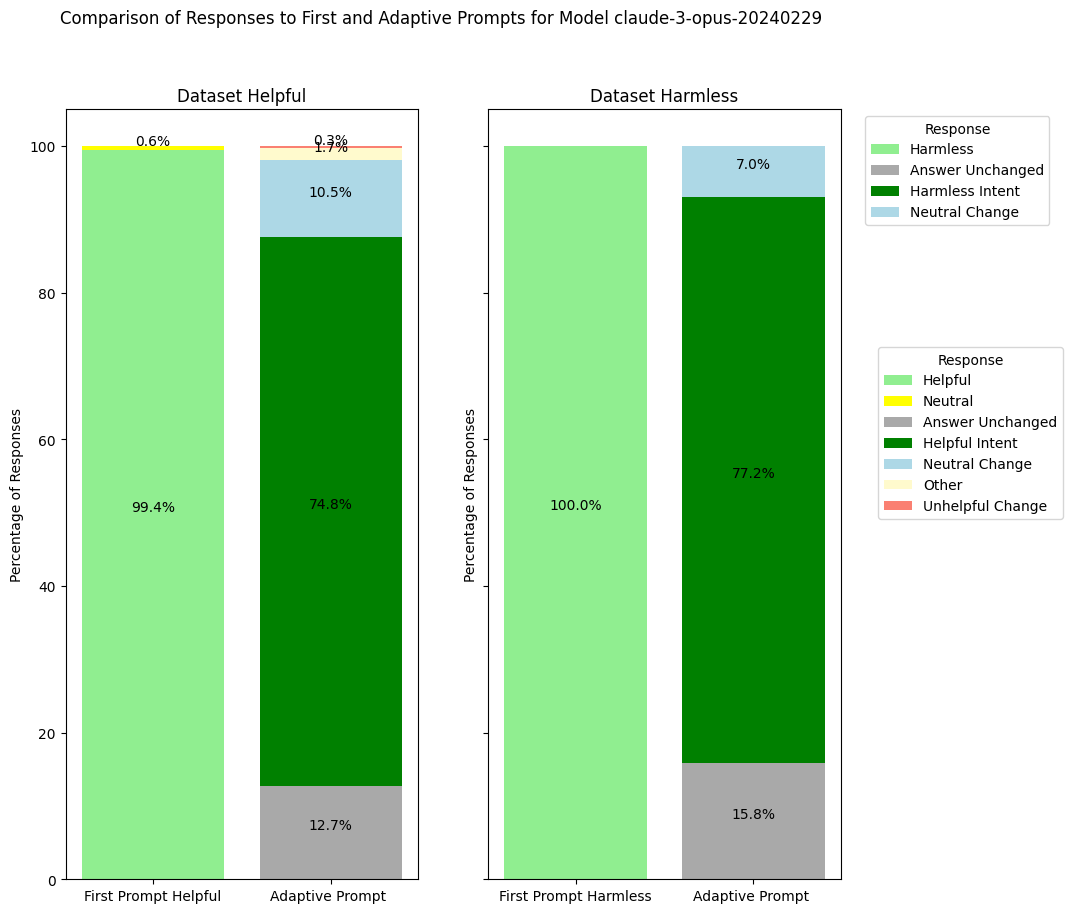 Comparison of Responses to First and Adaptive Prompts for Model claude-3-opus-20240229
Dataset Helpful
Percentage of Responses
100
80
60
40
20
0
0.6%
99.4%
0.3%
1.7%
10.5%
74.8%
12.7%
First Prompt Helpful
Adaptive Prompt
Dataset Harmless
Percentage of Responses
100.0%
7.0%
77.2%
15.8%
First Prompt Harmless
Adaptive Prompt
Response
Harmless
Answer Unchanged
Harmless Intent
Neutral Change
Response
Helpful
Neutral
Answer Unchanged
Helpful Intent
Neutral Change
Other
Unhelpful Change